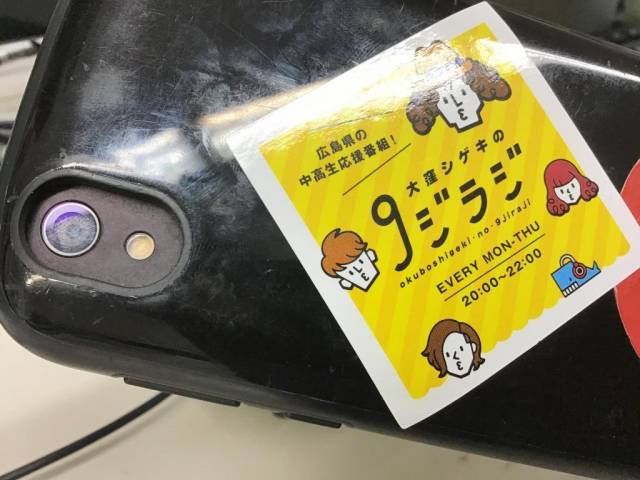 広島県の
中高生応援番組!
大窪シゲキの
9ジラジ
okuboshigeki·no·9jiraji
EVERY MON-THU
20:00~22:00